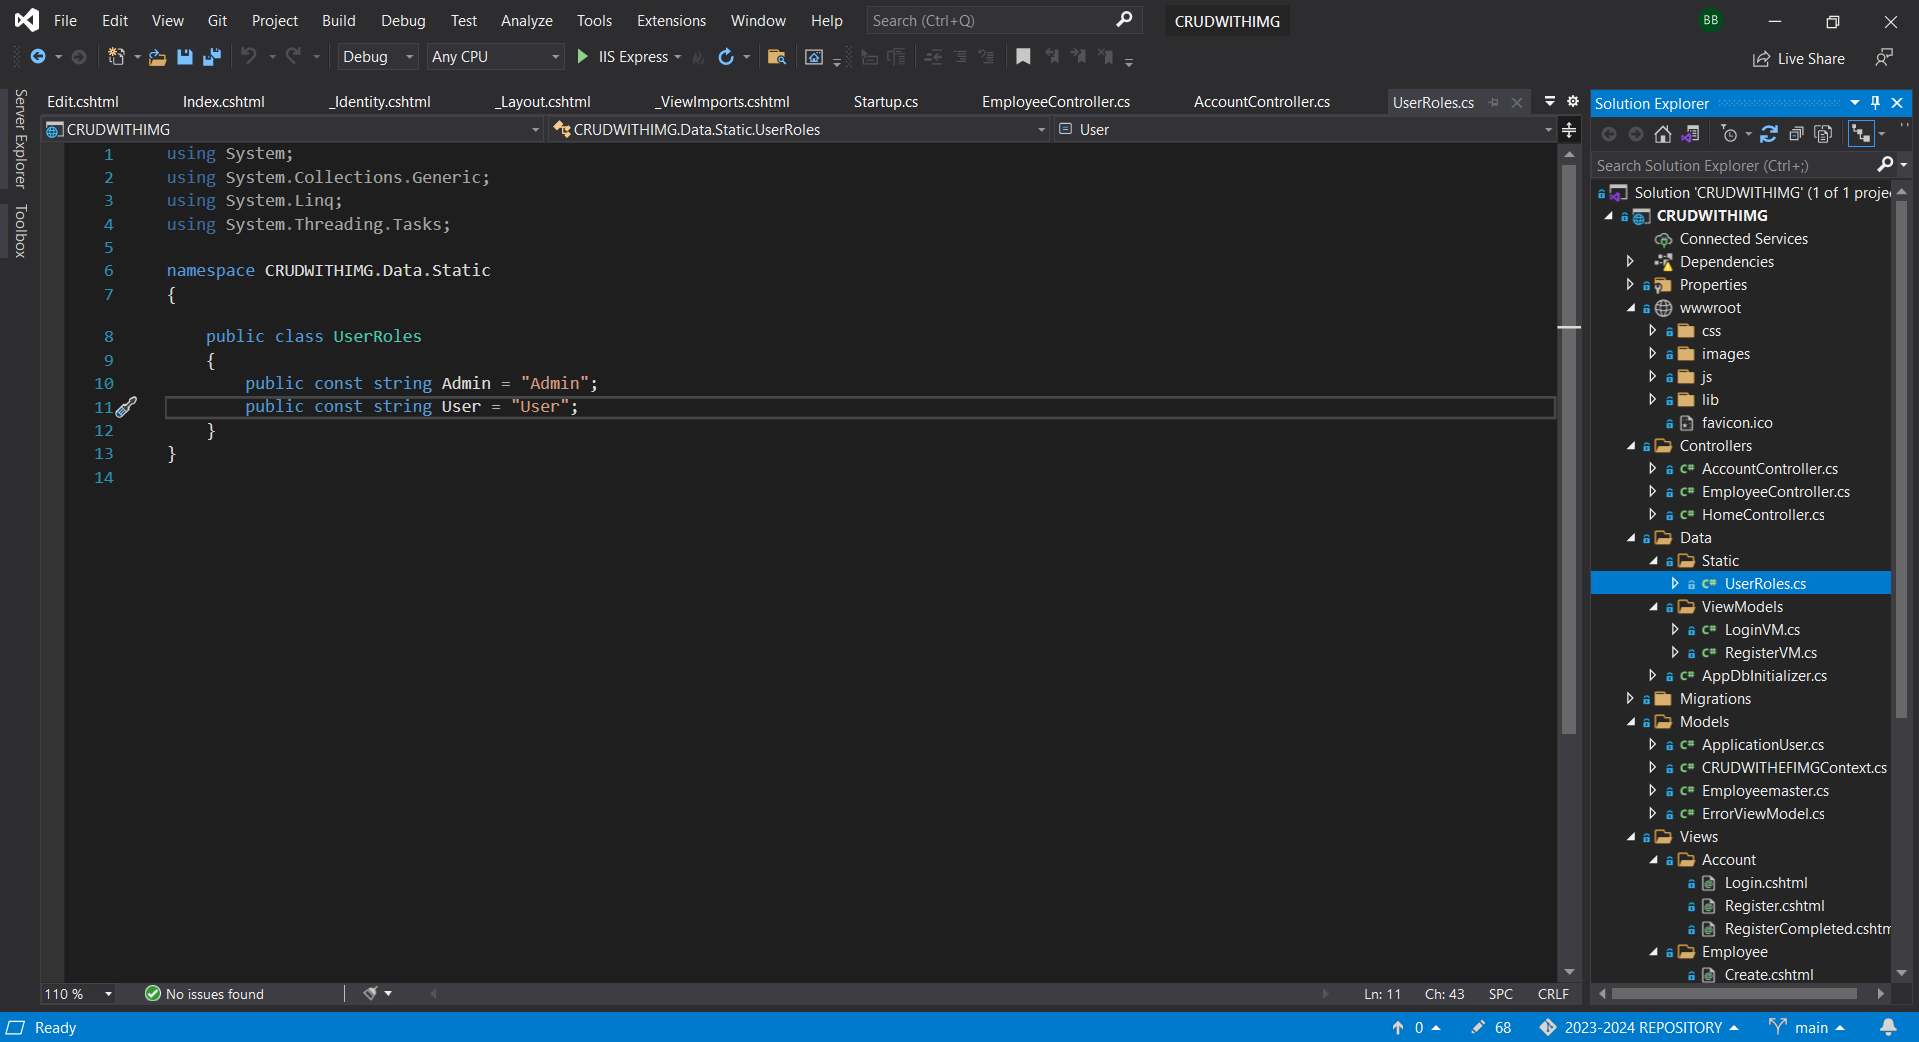 File Edit View Git Project Build Debug Test Analyze Tools Extensions Window Help Search (Ctrl+Q) CRUDWITHIMG BB
Debug Any CPU IIS Express Live Share
Server Explorer
Toolbox
Edit.cshtml Index.cshtml _Identity.cshtml _Layout.cshtml _ViewImports.cshtml Startup.cs EmployeeController.cs AccountController.cs UserRoles.cs
CRUDWITHIMG CRUDWITHIMG.Data.Static.UserRoles User
1 using System;
2 using System.Collections.Generic;
3 using System.Linq;
4 using System.Threading.Tasks;
5
6 namespace CRUDWITHIMG.Data.Static
7 {
8 public class UserRoles
9 {
10 public const string Admin = "Admin";
11 public const string User = "User";
12 }
13 }
14
110 % No issues found Ln: 11 Ch: 43 SPC CRLF
Solution Explorer
Search Solution Explorer (Ctrl+;)
Solution 'CRUDWITHIMG' (1 of 1 proje
CRUDWITHIMG
Connected Services
Dependencies
Properties
wwwroot
css
images
js
lib
favicon.ico
Controllers
C# AccountController.cs
C# EmployeeController.cs
C# HomeController.cs
Data
Static
C# UserRoles.cs
ViewModels
C# LoginVM.cs
C# RegisterVM.cs
C# AppDbInitializer.cs
Migrations
Models
C# ApplicationUser.cs
C# CRUDWITHEFIMGContext.cs
C# Employeemaster.cs
C# ErrorViewModel.cs
Views
Account
Login.cshtml
Register.cshtml
RegisterCompleted.cshtm
Employee
Create.cshtml
Ready 0 68 2023-2024 REPOSITORY main